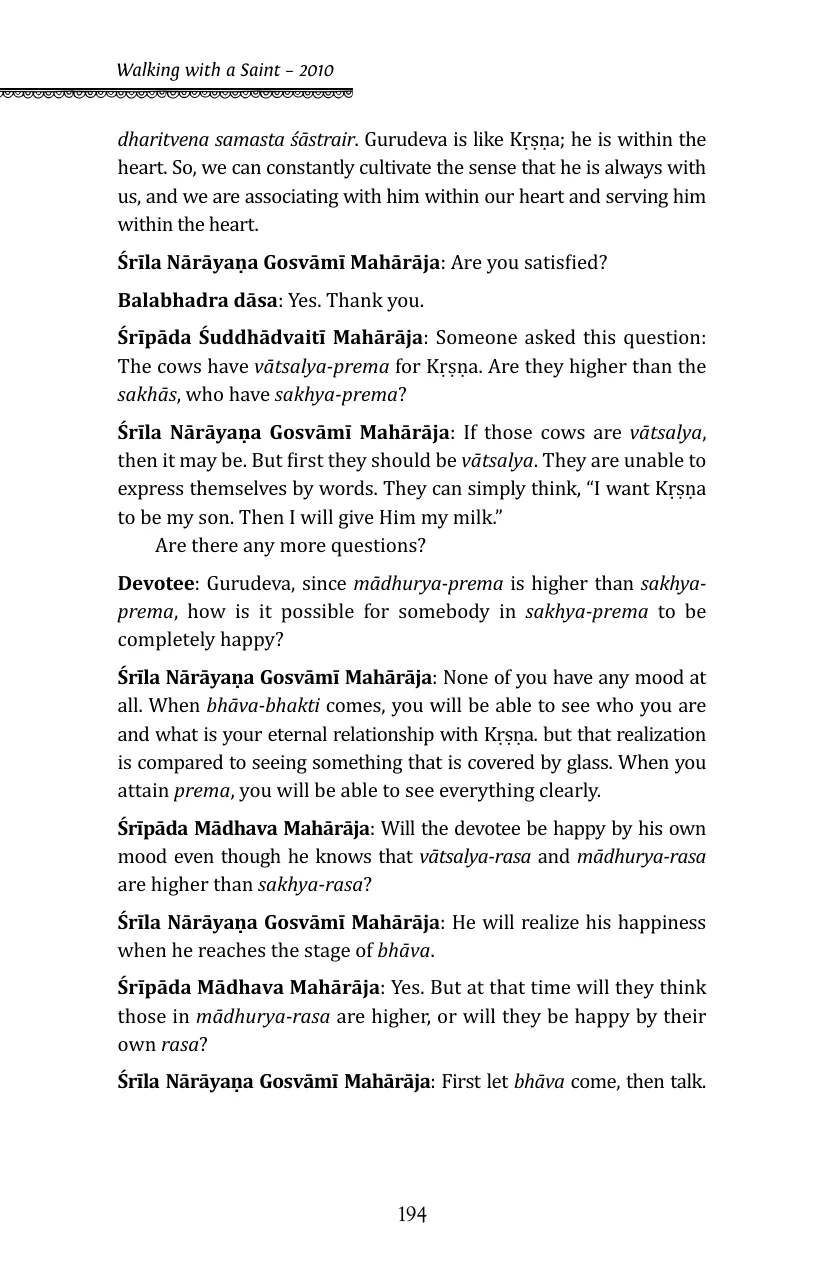 Walking with a Saint – 2010
dharitvena samasta śāstrair. Gurudeva is like Kṛṣṇa; he is within the
heart. So, we can constantly cultivate the sense that he is always with
us, and we are associating with him within our heart and serving him
within the heart.
Śrīla Nārāyaṇa Gosvāmī Mahārāja: Are you satisfied?
Balabhadra dāsa: Yes. Thank you.
Śrīpāda Śuddhādvaitī Mahārāja: Someone asked this question:
The cows have vātsalya-prema for Kṛṣṇa. Are they higher than the
sakhās, who have sakhya-prema?
Śrīla Nārāyaṇa Gosvāmī Mahārāja: If those cows are vātsalya,
then it may be. But first they should be vātsalya. They are unable to
express themselves by words. They can simply think, “I want Kṛṣṇa
to be my son. Then I will give Him my milk.”
Are there any more questions?
Devotee: Gurudeva, since mādhurya-prema is higher than sakhya-
prema, how is it possible for somebody in sakhya-prema to be
completely happy?
Śrīla Nārāyaṇa Gosvāmī Mahārāja: None of you have any mood at
all. When bhāva-bhakti comes, you will be able to see who you are
and what is your eternal relationship with Kṛṣṇa. but that realization
is compared to seeing something that is covered by glass. When you
attain prema, you will be able to see everything clearly.
Śrīpāda Mādhava Mahārāja: Will the devotee be happy by his own
mood even though he knows that vātsalya-rasa and mādhurya-rasa
are higher than sakhya-rasa?
Śrīla Nārāyaṇa Gosvāmī Mahārāja: He will realize his happiness
when he reaches the stage of bhāva.
Śrīpāda Mādhava Mahārāja: Yes. But at that time will they think
those in mādhurya-rasa are higher, or will they be happy by their
own rasa?
Śrīla Nārāyaṇa Gosvāmī Mahārāja: First let bhāva come, then talk.
194